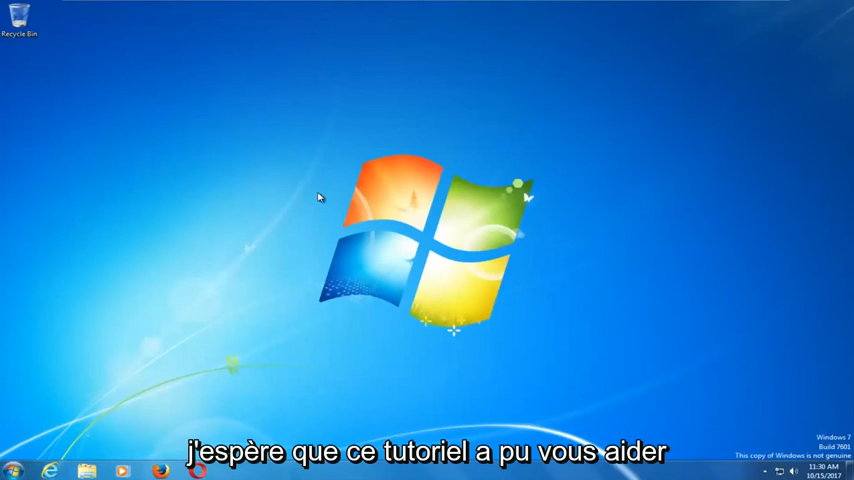 Recycle Bin
j'espère que ce tutoriel a pu vous aider
Windows 7
Build 7601
This copy of Windows is not genuine
11:30 AM
10/15/2017